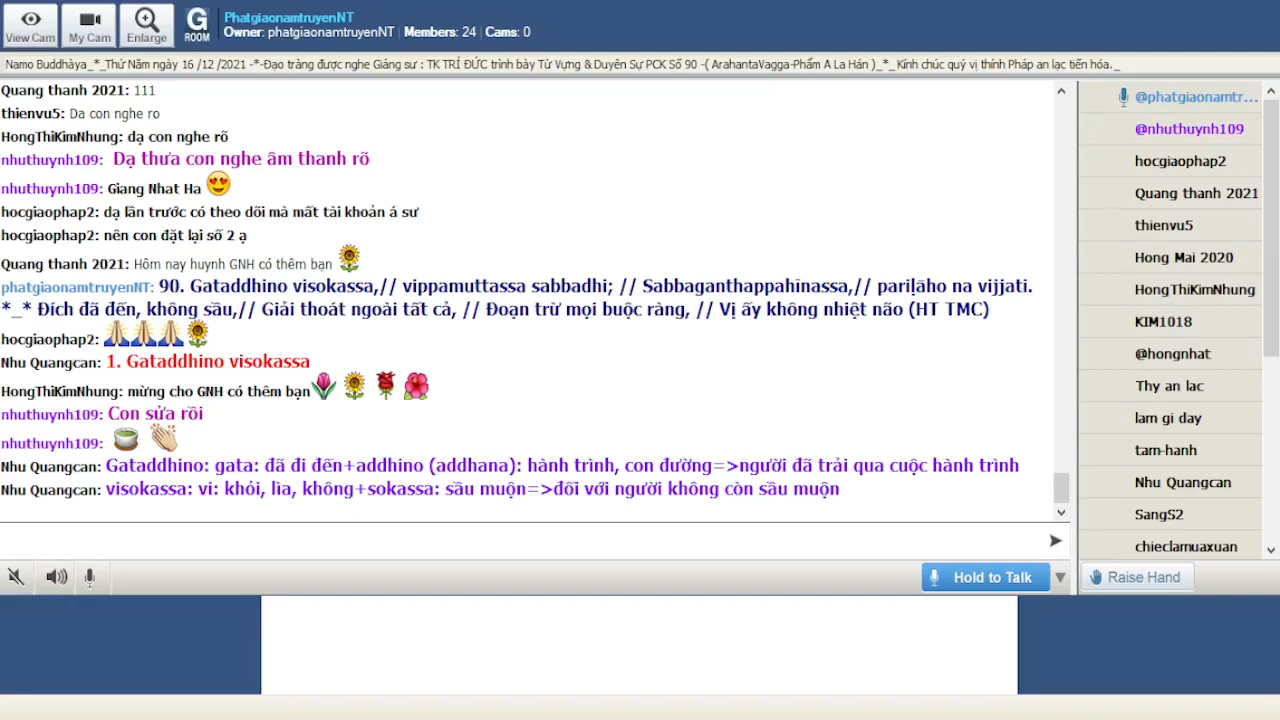 View Cam
My Cam
Enlarge
G
ROOM
PhatgiaonamtruyenNT
Owner: phatgiaonamtruyenNT | Members: 24 | Cams: 0
Namo Buddhàya_*_Thứ Năm ngày 16 /12 /2021 -*-Đạo tràng được nghe Giảng sư : TK TRÍ ĐỨC trình bày Từ Vựng & Duyên Sự PCK Số 90 -( ArahantaVagga-Phẩm A La Hán )_*_Kính chúc quý vị thính Pháp an lạc tiến hóa._
Quang thanh 2021: 111
thienvu5: Da con nghe ro
HongThiKimNhung: dạ con nghe rõ
nhuthuynh109: Dạ thưa con nghe âm thanh rõ
nhuthuynh109: Giang Nhat Ha
hocgiaophap2: dạ lần trước có theo dõi mà mất tài khoản á sư
hocgiaophap2: nên con đặt lại số 2 ạ
Quang thanh 2021: Hôm nay huynh GNH có thêm bạn
phatgiaonamtruyenNT: 90. Gataddhino visokassa,// vippamuttassa sabbadhi; // Sabbaganthappahīnassa,// pariḷāho na vijjati.
*_* Đích đã đến, không sầu,// Giải thoát ngoài tất cả, // Đoạn trừ mọi buộc ràng, // Vị ấy không nhiệt não (HT TMC)
hocgiaophap2:
Nhu Quangcan: 1. Gataddhino visokassa
HongThiKimNhung: mừng cho GNH có thêm bạn
nhuthuynh109: Con sửa rồi
nhuthuynh109:
Nhu Quangcan: Gataddhino: gata: đã đi đến+addhino (addhana): hành trình, con đường=>người đã trải qua cuộc hành trình
Nhu Quangcan: visokassa: vi: khỏi, lìa, không+sokassa: sầu muộn=>đối với người không còn sầu muộn
Hold to Talk
@phatgiaonamtr...
@nhuthuynh109
hocgiaophap2
Quang thanh 2021
thienvu5
Hong Mai 2020
HongThiKimNhung
KIM1018
@hongnhat
Thy an lac
lam gi day
tam-hanh
Nhu Quangcan
SangS2
chieclamuaxuan
Raise Hand